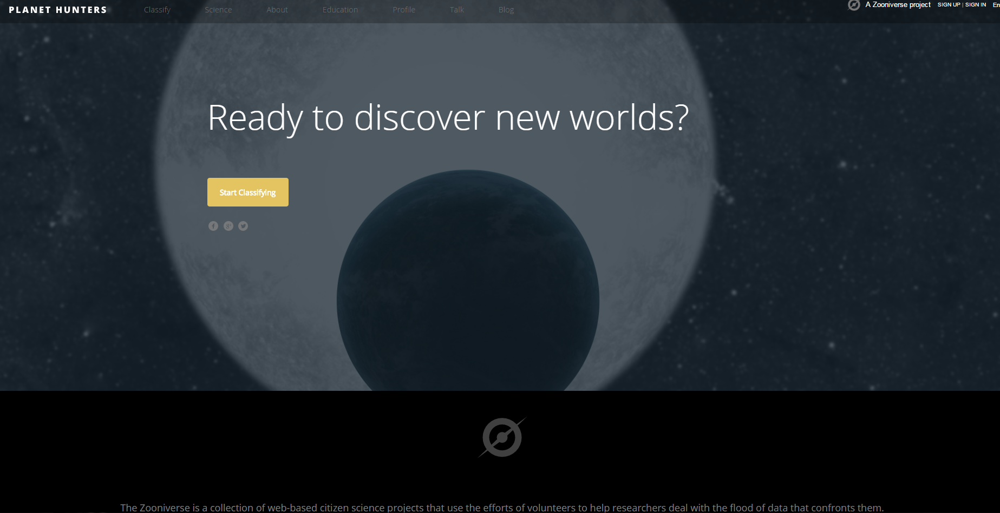 PLANET HUNTERS Classify Science About Education Profile Talk Blog A Zooniverse project SIGN UP | SIGN IN En
Ready to discover new worlds?
Start Classifying
The Zooniverse is a collection of web-based citizen science projects that use the efforts of volunteers to help researchers deal with the flood of data that confronts them.